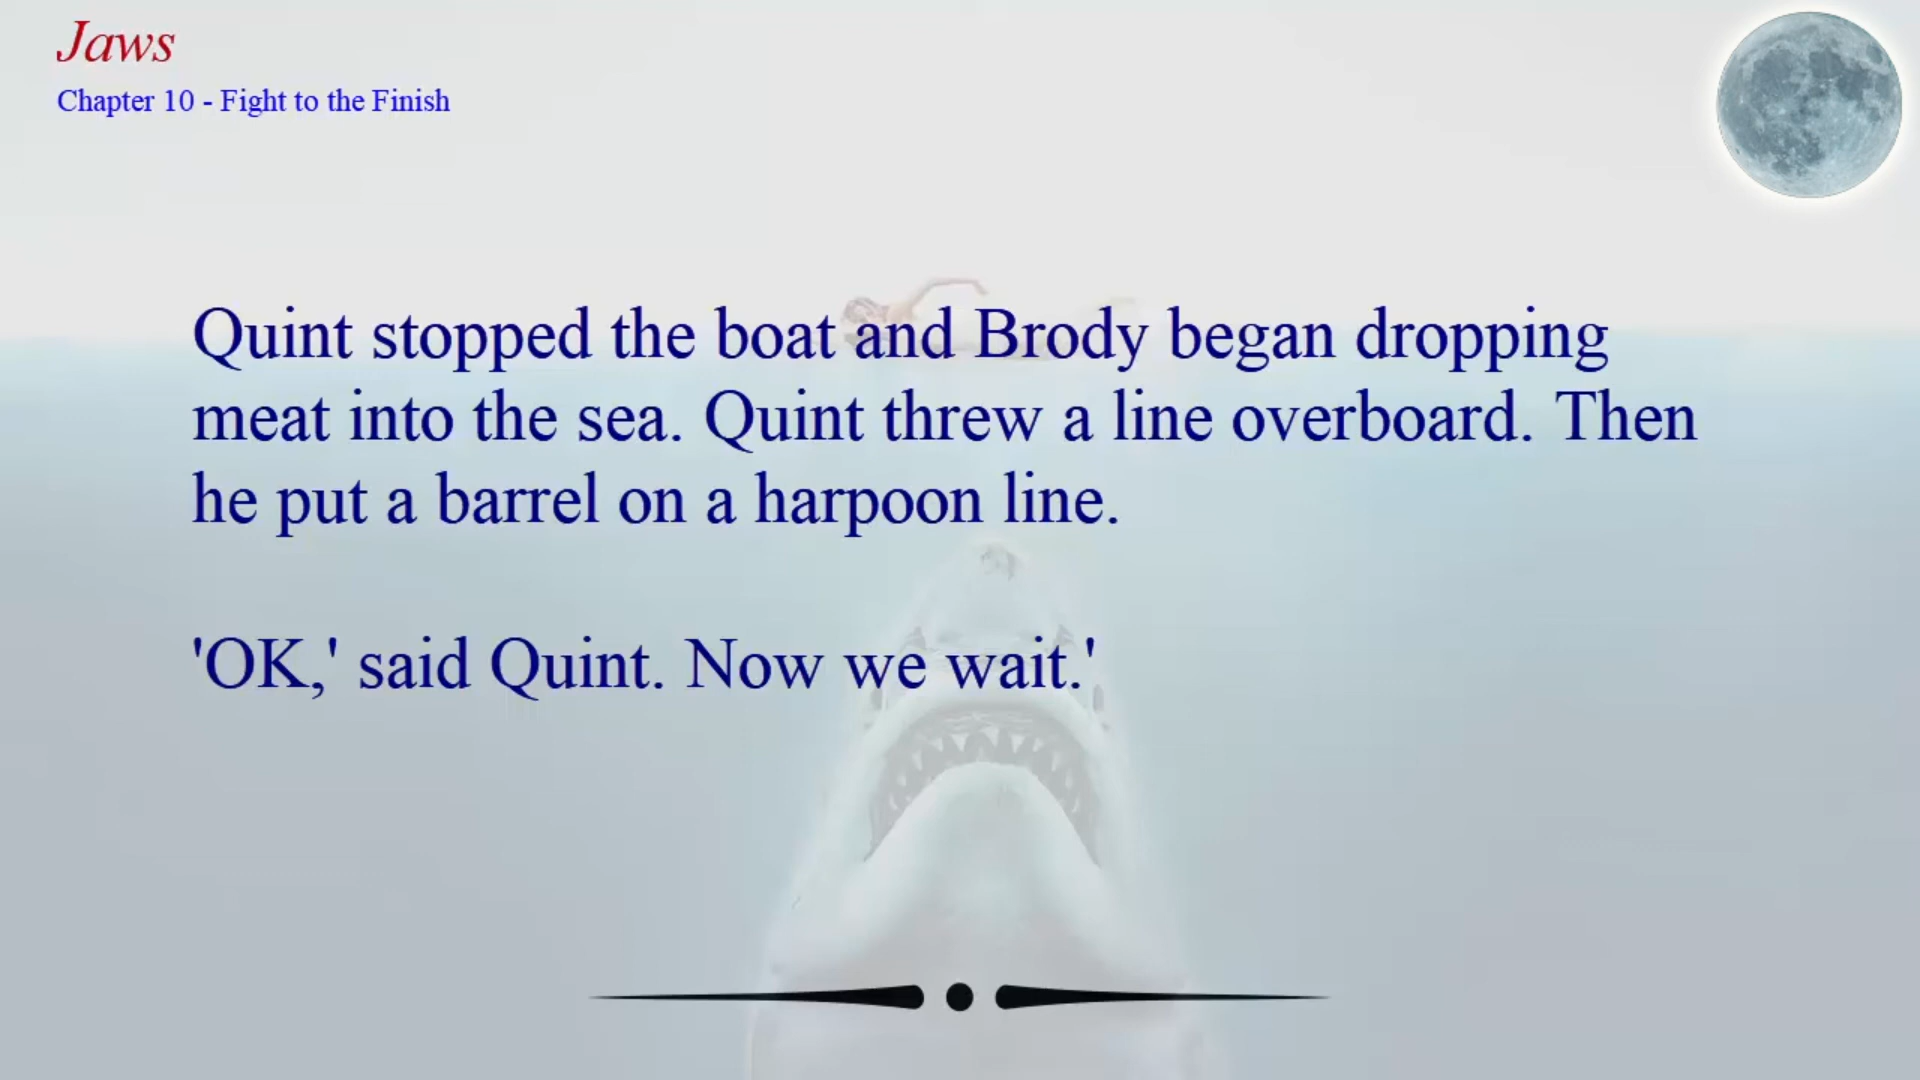 Jaws
Chapter 10 - Fight to the Finish
Quint stopped the boat and Brody began dropping
meat into the sea. Quint threw a line overboard. Then
he put a barrel on a harpoon line.
'OK,' said Quint. Now we wait.'